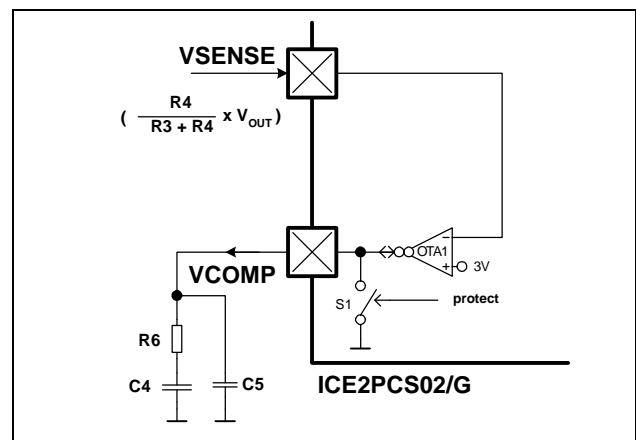 VSENSE
( R4
R3 + R4 x VOUT )
OTA1
3V
VCOMP
S1
protect
R6
C4
C5
ICE2PCS02/G